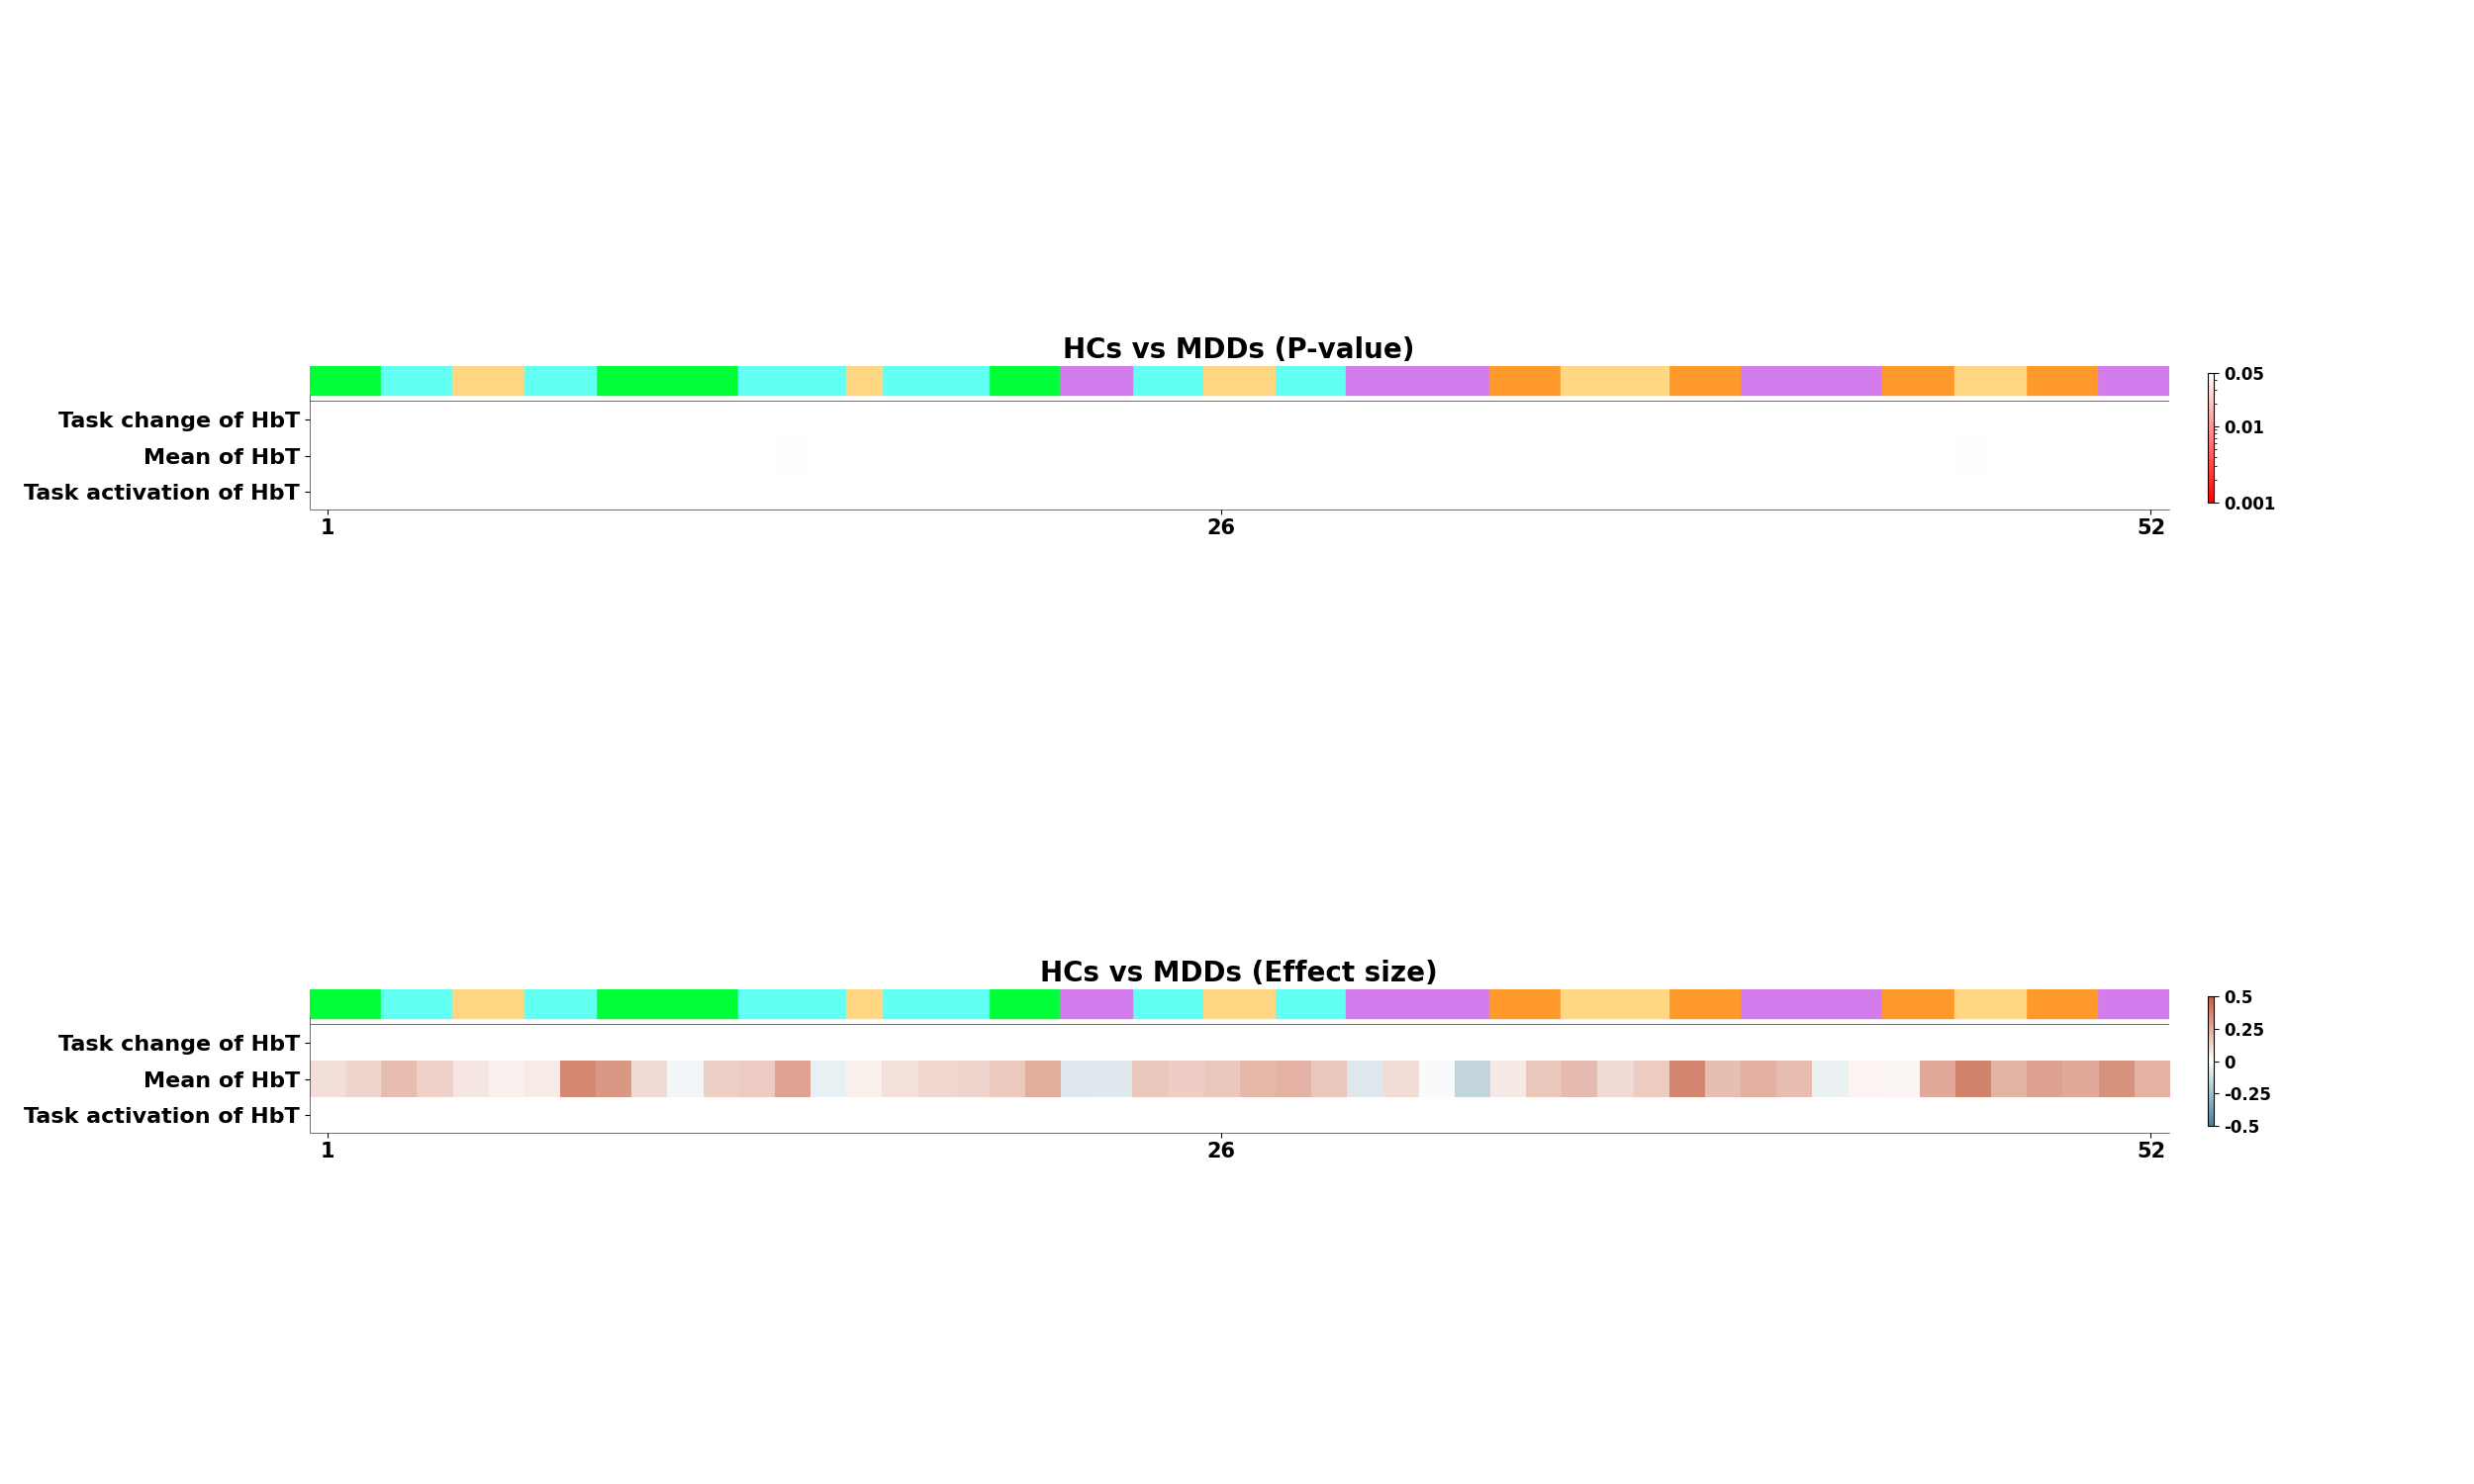 HCs vs MDDs (P-value)
Task change of HbT
Mean of HbT
Task activation of HbT
1 26 52
0.05
0.01
0.001
HCs vs MDDs (Effect size)
Task change of HbT
Mean of HbT
Task activation of HbT
1 26 52
0.5
0.25
0
-0.25
-0.5